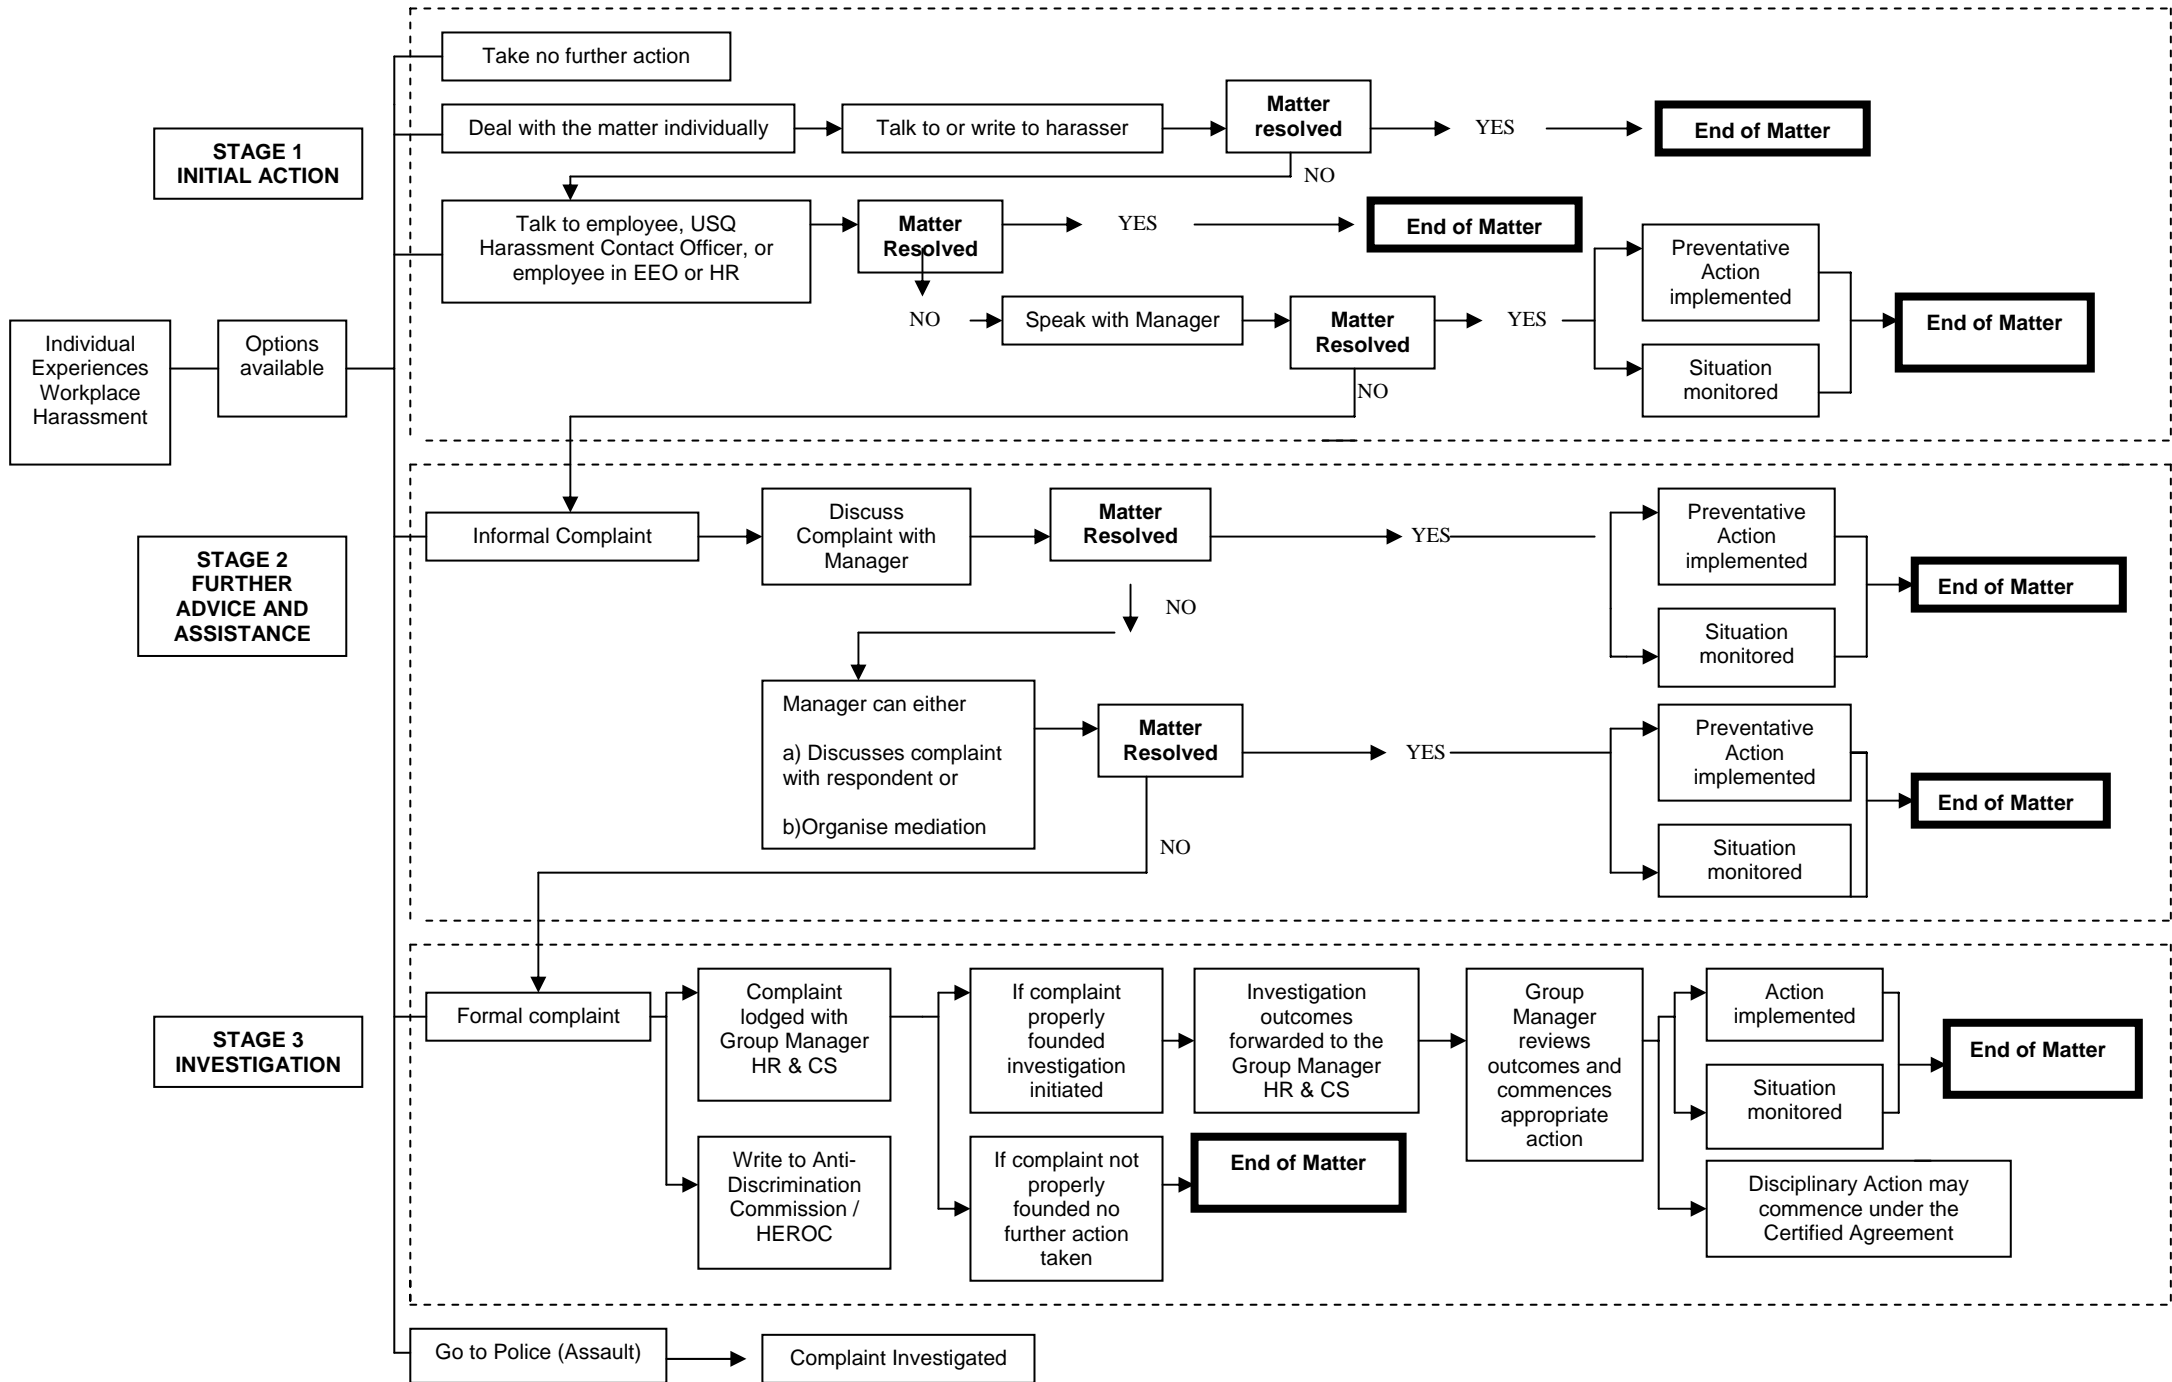 Take no further action
STAGE 1
INITIAL ACTION
Deal with the matter individually
Talk to or write to harasser
Matter
resolved
YES
End of Matter
NO
Talk to employee, USQ
Harassment Contact Officer, or
employee in EEO or HR
Matter
Resolved
YES
End of Matter
NO
Speak with Manager
Matter
Resolved
YES
Preventative
Action
implemented
Situation
monitored
End of Matter
NO
Individual
Experiences
Workplace
Harassment
Options
available
STAGE 2
FURTHER
ADVICE AND
ASSISTANCE
Informal Complaint
Discuss
Complaint with
Manager
Matter
Resolved
YES
Preventative
Action
implemented
Situation
monitored
End of Matter
NO
Manager can either
a) Discusses complaint
with respondent or
b)Organise mediation
Matter
Resolved
YES
Preventative
Action
implemented
Situation
monitored
End of Matter
NO
STAGE 3
INVESTIGATION
Formal complaint
Complaint
lodged with
Group Manager
HR & CS
If complaint
properly
founded
investigation
initiated
Investigation
outcomes
forwarded to the
Group Manager
HR & CS
Group
Manager
reviews
outcomes and
commences
appropriate
action
Action
implemented
Situation
monitored
End of Matter
Write to Anti-
Discrimination
Commission /
HEROC
If complaint not
properly
founded no
further action
taken
End of Matter
Disciplinary Action may
commence under the
Certified Agreement
Go to Police (Assault)
Complaint Investigated